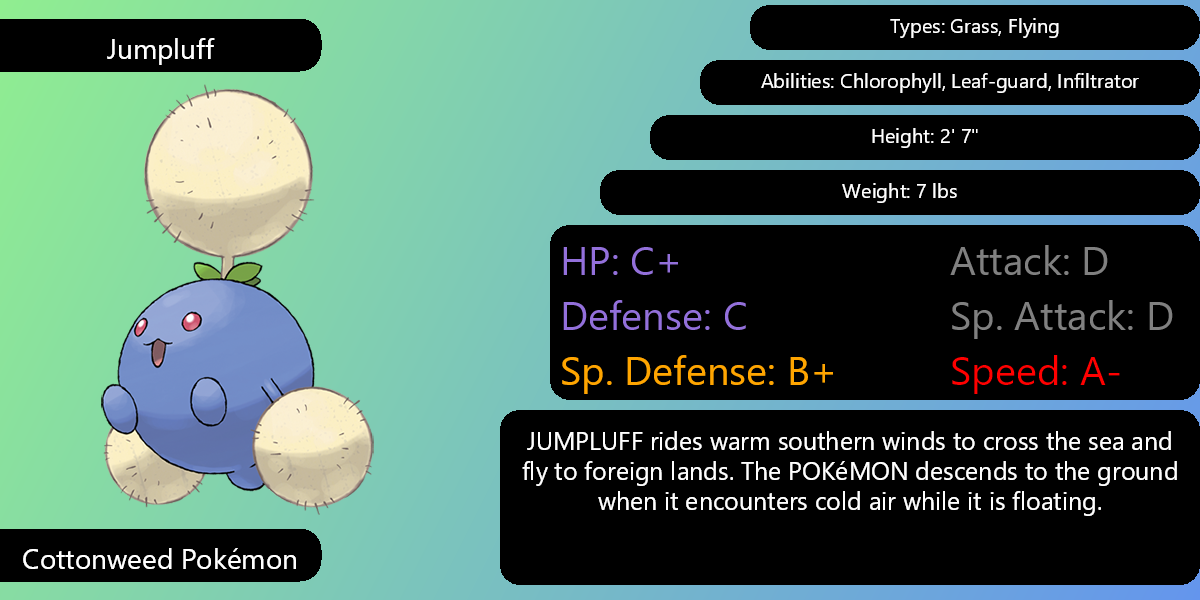 Jumpluff
Types: Grass, Flying
Abilities: Chlorophyll, Leaf-guard, Infiltrator
Height: 2' 7"
Weight: 7 lbs
HP: C+
Attack: D
Defense: C
Sp. Attack: D
Sp. Defense: B+
Speed: A-
JUMPLUFF rides warm southern winds to cross the sea and
fly to foreign lands. The POKéMON descends to the ground
when it encounters cold air while it is floating.
Cottonweed Pokémon